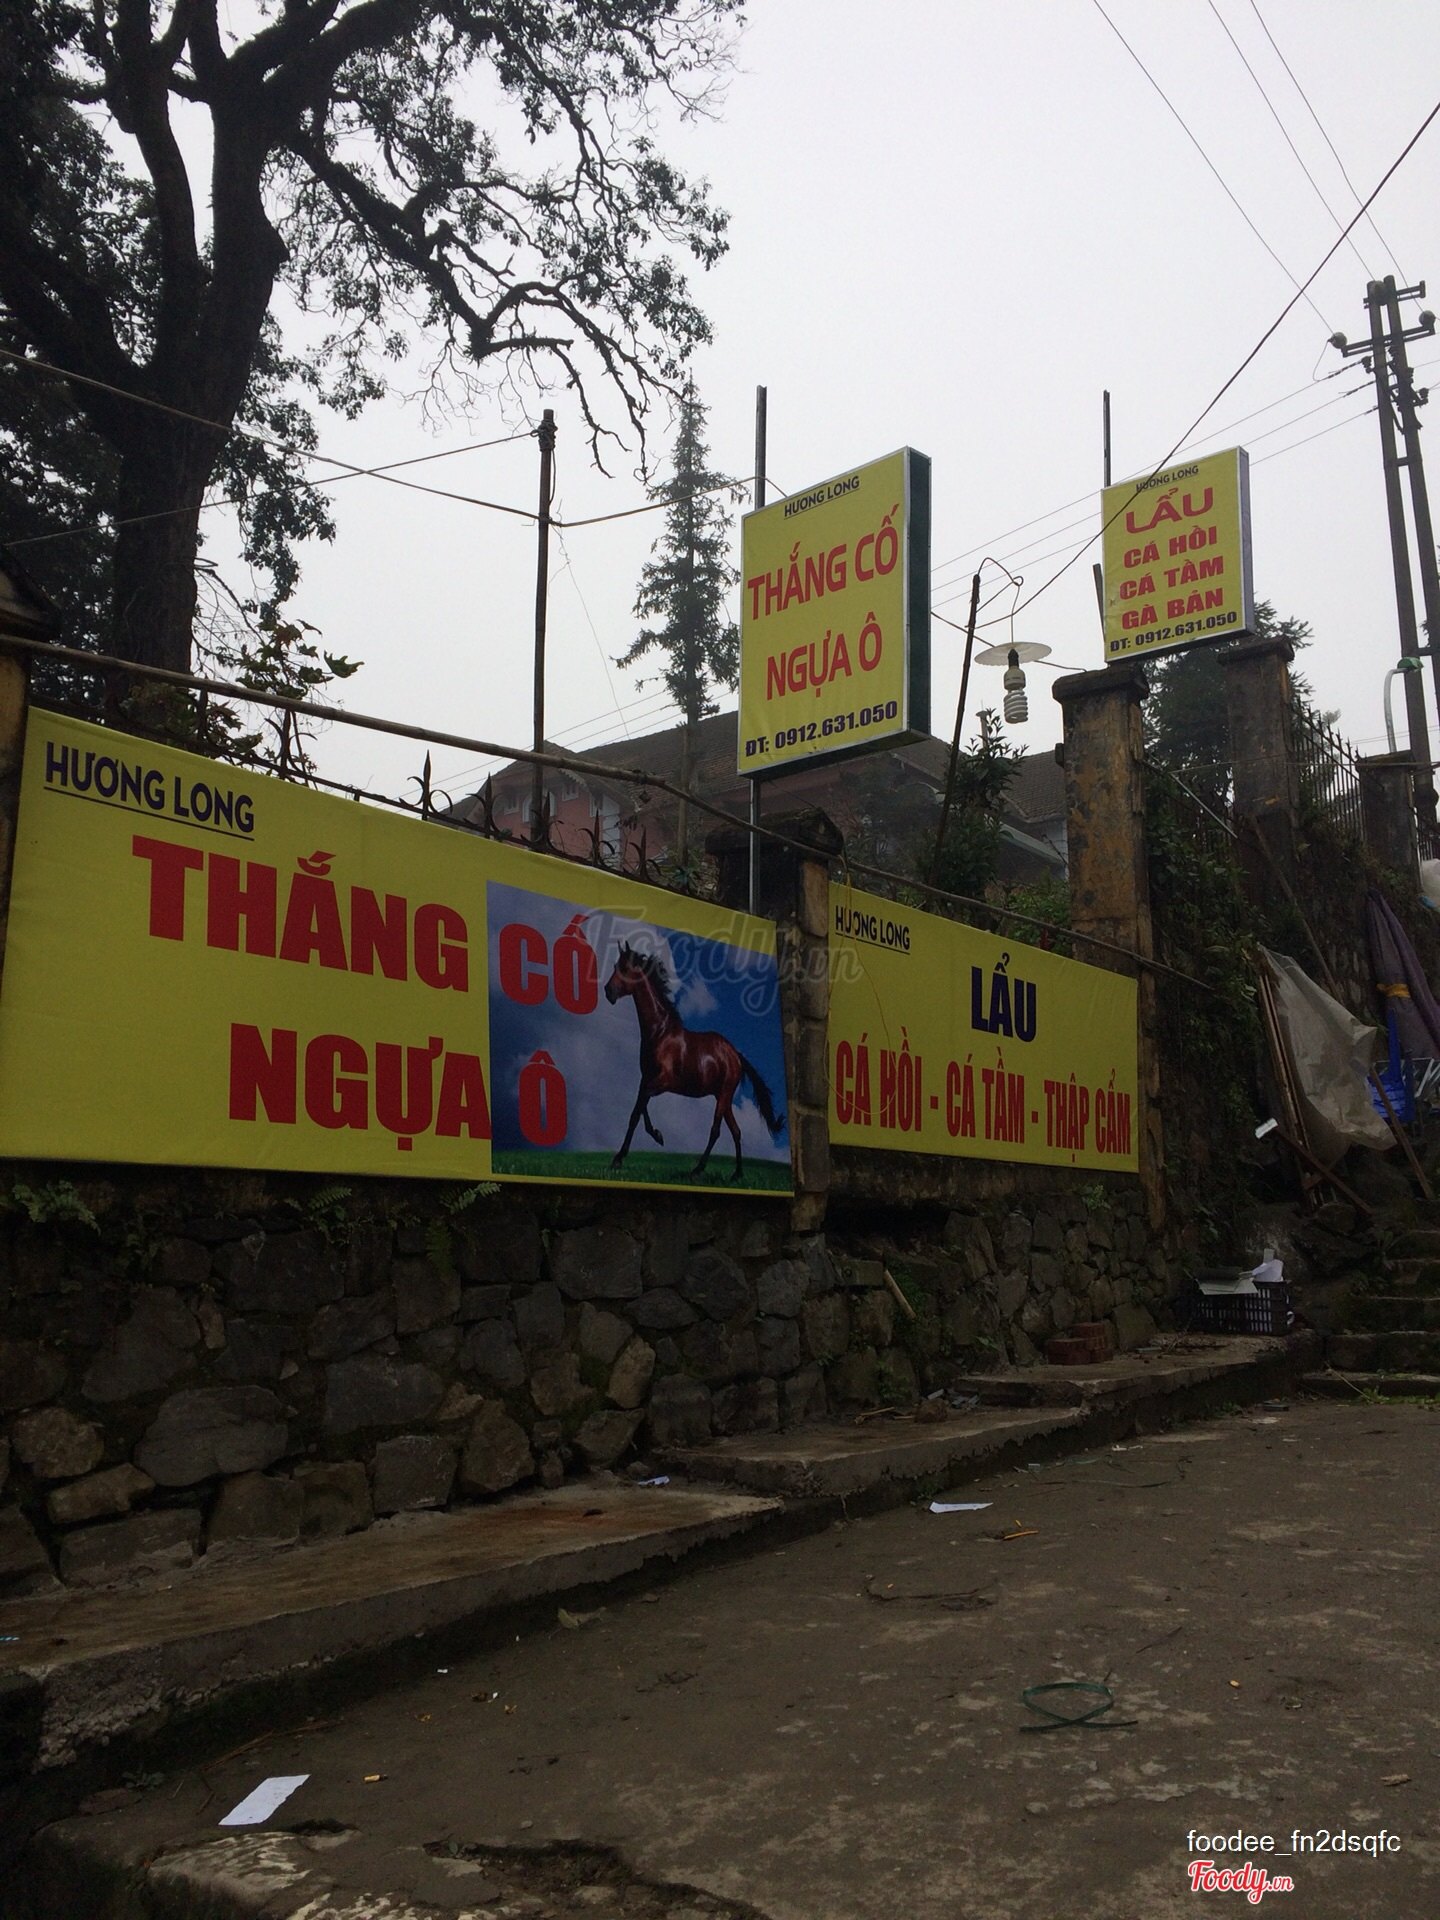 HƯƠNG LONG
THẮNG CỐ
NGỰA Ô
ĐT: 0912.631.050
HƯƠNG LONG
LẨU
CÁ HỒI
CÁ TẦM
GÀ BẢN
ĐT: 0912.631.050
HƯƠNG LONG
THẮNG CỐ
NGỰA Ô
HƯƠNG LONG
LẨU
CÁ HỒI - CÁ TẦM - THẬP CẨM
Foody.vn
foodee_fn2dsqfc
Foody.vn